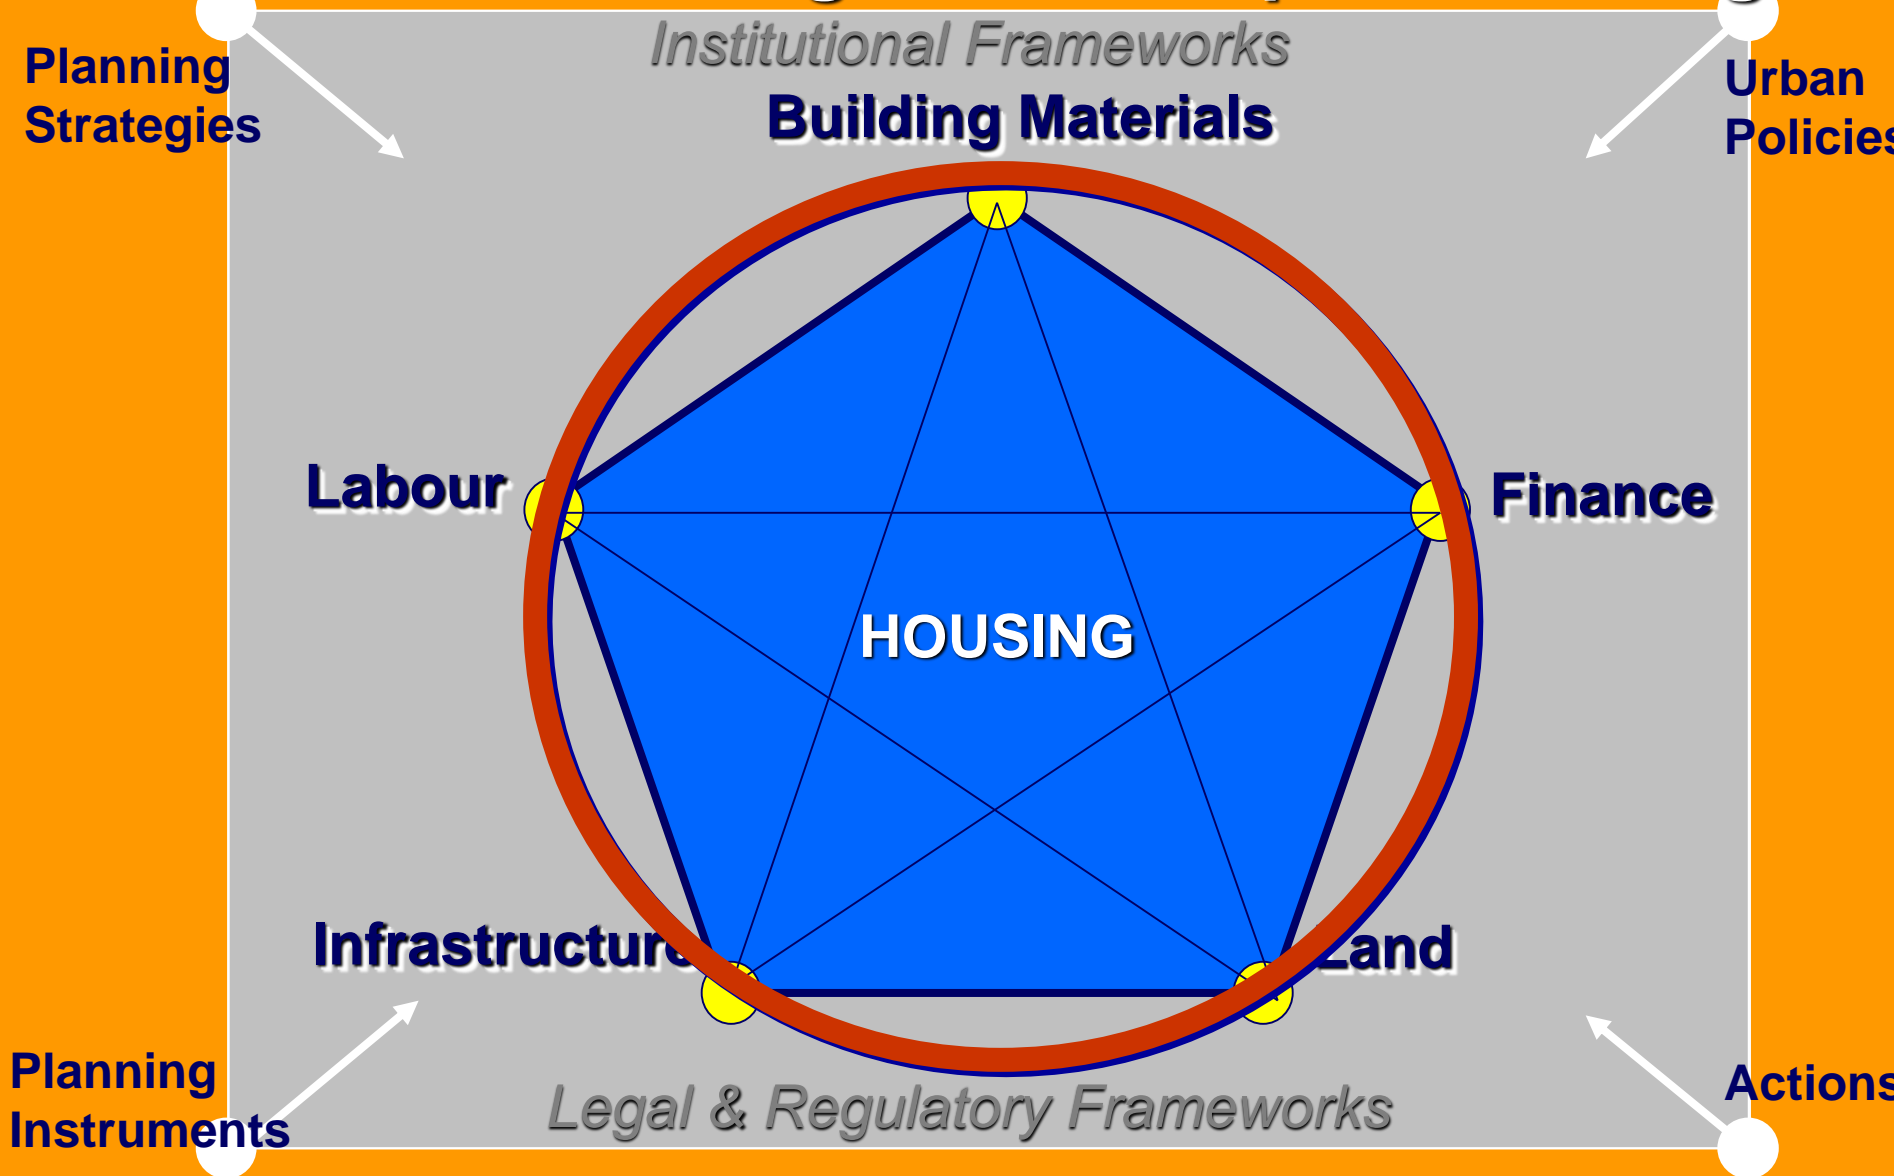 Institutional Frameworks
Planning
Strategies
Urban
Policies
Building Materials
Labour
Finance
HOUSING
Infrastructure
Land
Planning
Instruments
Actions
Legal & Regulatory Frameworks